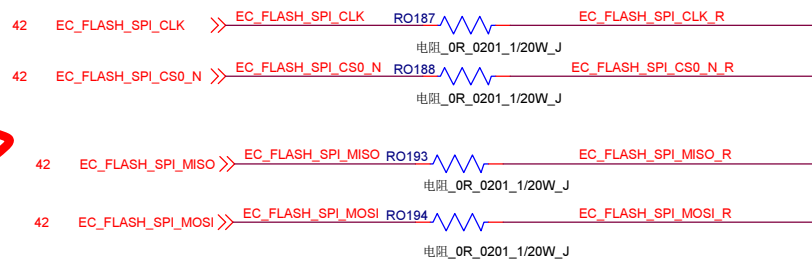 42 EC_FLASH_SPI_CLK EC_FLASH_SPI_CLK RO187 EC_FLASH_SPI_CLK_R
电阻_0R_0201_1/20W_J
42 EC_FLASH_SPI_CS0_N EC_FLASH_SPI_CS0_N RO188 EC_FLASH_SPI_CS0_N_R
电阻_0R_0201_1/20W_J
42 EC_FLASH_SPI_MISO EC_FLASH_SPI_MISO RO193 EC_FLASH_SPI_MISO_R
电阻_0R_0201_1/20W_J
42 EC_FLASH_SPI_MOSI EC_FLASH_SPI_MOSI RO194 EC_FLASH_SPI_MOSI_R
电阻_0R_0201_1/20W_J